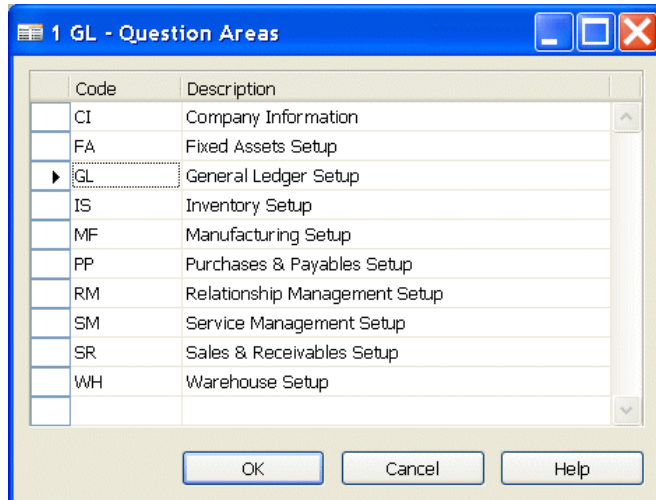 1 GL - Question Areas
Code Description
CI Company Information
FA Fixed Assets Setup
GL General Ledger Setup
IS Inventory Setup
MF Manufacturing Setup
PP Purchases & Payables Setup
RM Relationship Management Setup
SM Service Management Setup
SR Sales & Receivables Setup
WH Warehouse Setup
OK Cancel Help